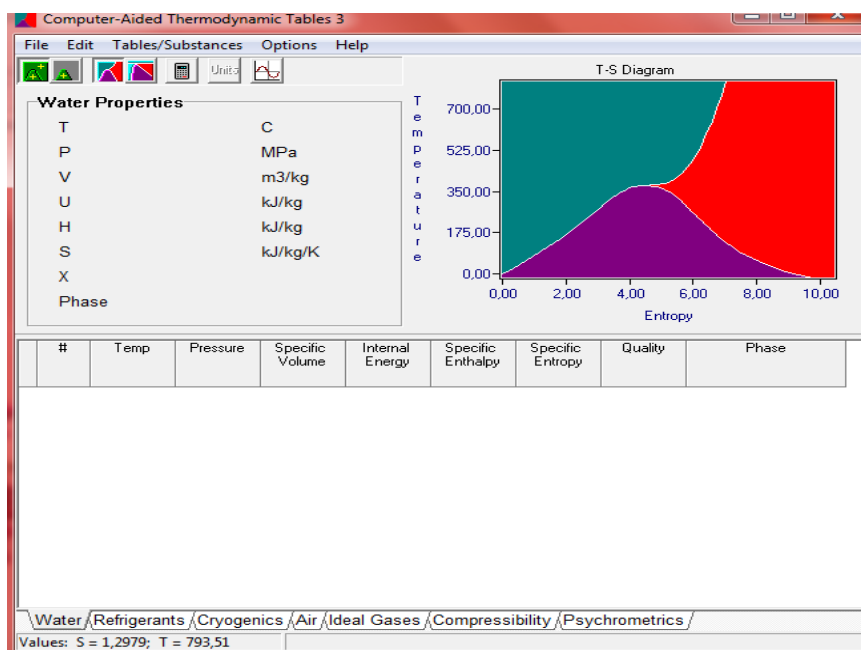 Computer-Aided Thermodynamic Tables 3
File Edit Tables/Substances Options Help
Units
Water Properties
T C
P MPa
V m3/kg
U kJ/kg
H kJ/kg
S kJ/kg/K
X
Phase
T-S Diagram
Temperature
700,00
525,00
350,00
175,00
0,00
0,00 2,00 4,00 6,00 8,00 10,00
Entropy
# Temp Pressure Specific Volume Internal Energy Specific Enthalpy Specific Entropy Quality Phase
Water Refrigerants Cryogenics Air Ideal Gases Compressibility Psychrometrics
Values: S = 1,2979; T = 793,51